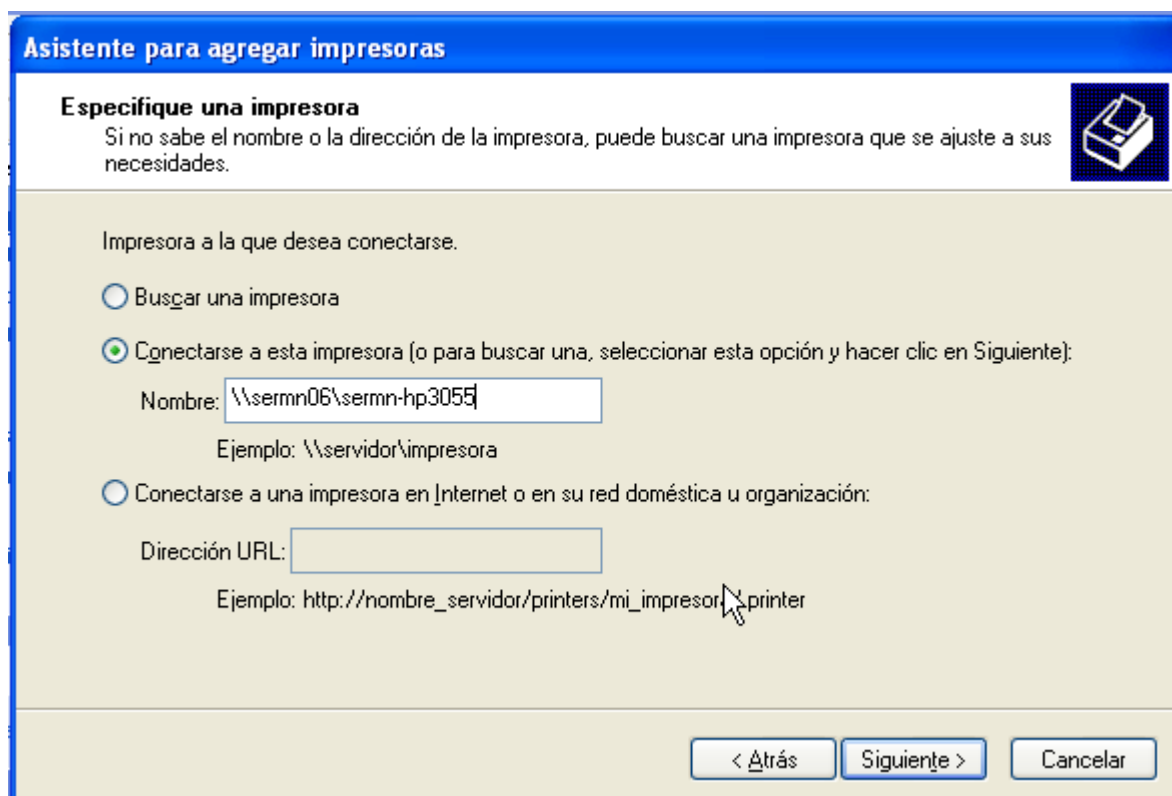 Asistente para agregar impresoras
Especifique una impresora
Si no sabe el nombre o la dirección de la impresora, puede buscar una impresora que se ajuste a sus
necesidades.
Impresora a la que desea conectarse.
Buscar una impresora
Conectarse a esta impresora (o para buscar una, seleccionar esta opción y hacer clic en Siguiente):
Nombre: \\sermn06\sermn-hp3055
Ejemplo: \\servidor\impresora
Conectarse a una impresora en Internet o en su red doméstica u organización:
Dirección URL:
Ejemplo: http://nombre_servidor/printers/mi_impresora/.printer
< Atrás Siguiente > Cancelar